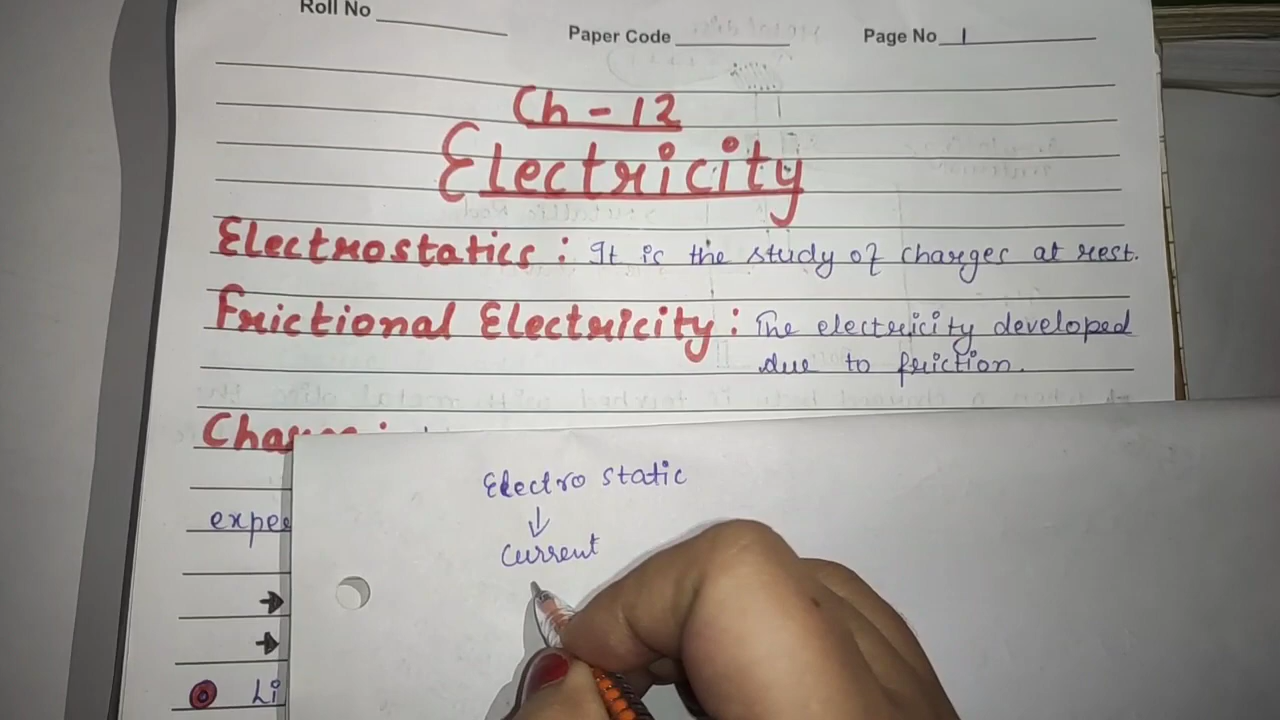 Roll No
Paper Code
Page No 1
Ch - 12
Electricity
Electrostatics : It is the study of charges at rest.
Frictional Electricity : The electricity developed
due to friction.
Electro static
↓
Current
→
→
Li